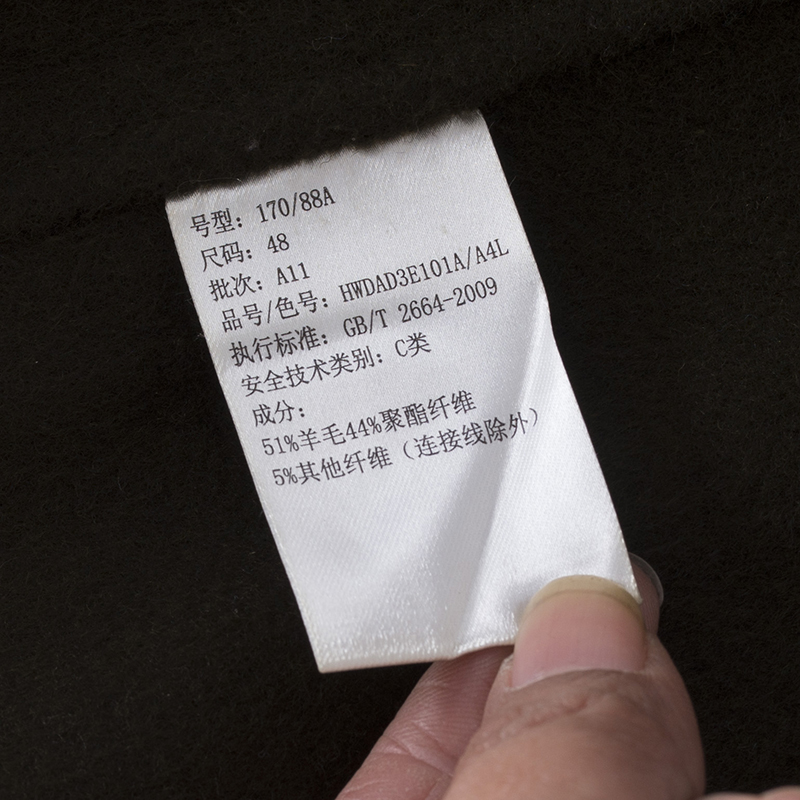 号型：170/88A
尺码：48
批次：A11
品号/色号：HWDAD3E101A/A4L
执行标准：GB/T 2664-2009
安全技术类别：C类
成分：
51%羊毛44%聚酯纤维
5%其他纤维（连接线除外）